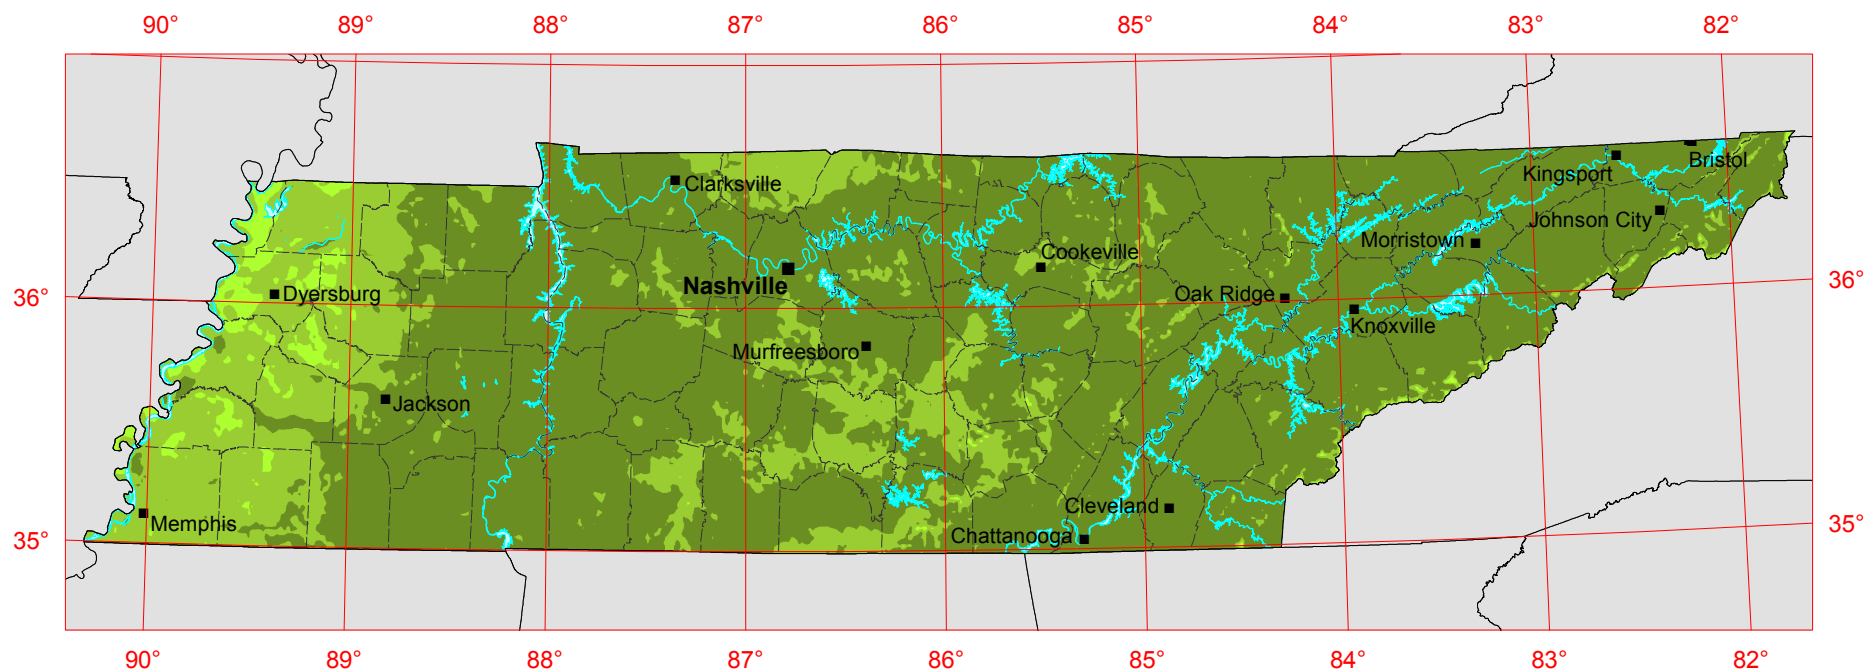 90° 89° 88° 87° 86° 85° 84° 83° 82°
Bristol
Kingsport
Clarksville
Johnson City
Morristown
Cookeville
Nashville
36° Dyersburg Oak Ridge 36°
Knoxville
Murfreesboro
Jackson
Cleveland
Memphis 35°
35° Chattanooga
90° 89° 88° 87° 86° 85° 84° 83° 82°